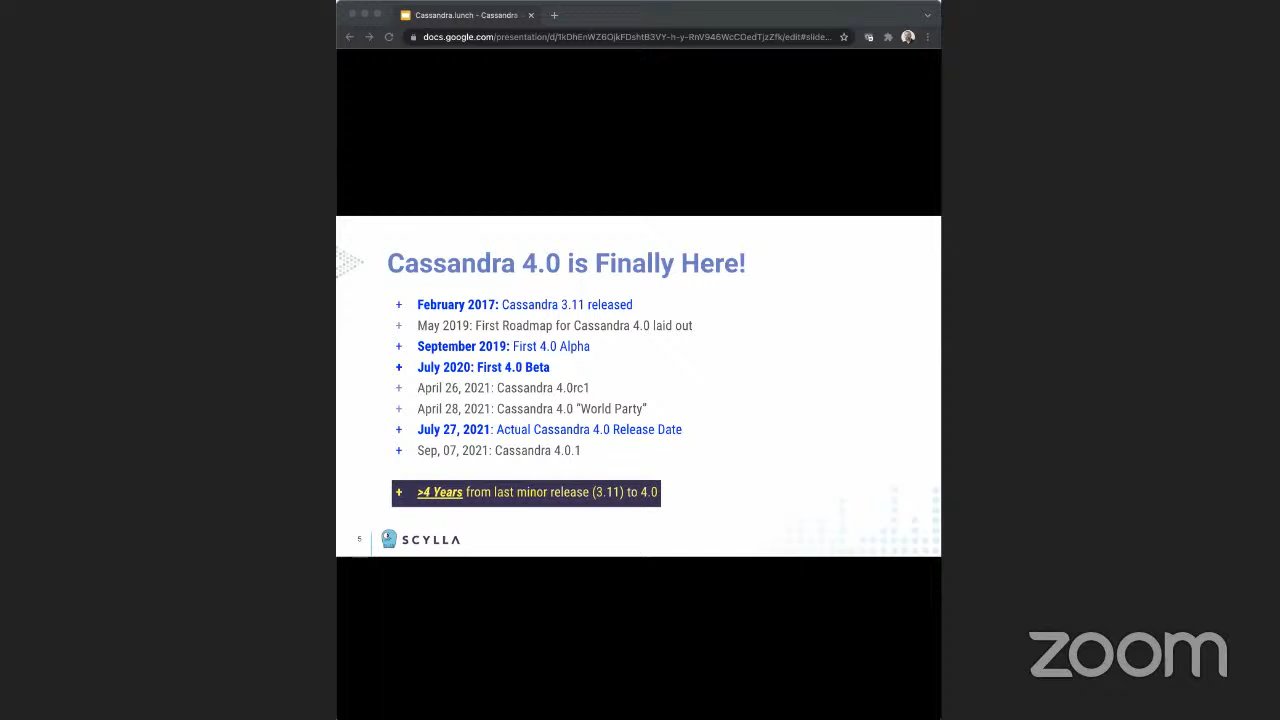 Cassandra.lunch - Cassandra
docs.google.com/presentation/d/
Cassandra 4.0 is Finally Here!
+ February 2017: Cassandra 3.11 released
+ May 2019: First Roadmap for Cassandra 4.0 laid out
+ September 2019: First 4.0 Alpha
+ July 2020: First 4.0 Beta
+ April 26, 2021: Cassandra 4.0rc1
+ April 28, 2021: Cassandra 4.0 “World Party”
+ July 27, 2021: Actual Cassandra 4.0 Release Date
+ Sep, 07, 2021: Cassandra 4.0.1
+ >4 Years from last minor release (3.11) to 4.0
5 SCYLLA
zoom